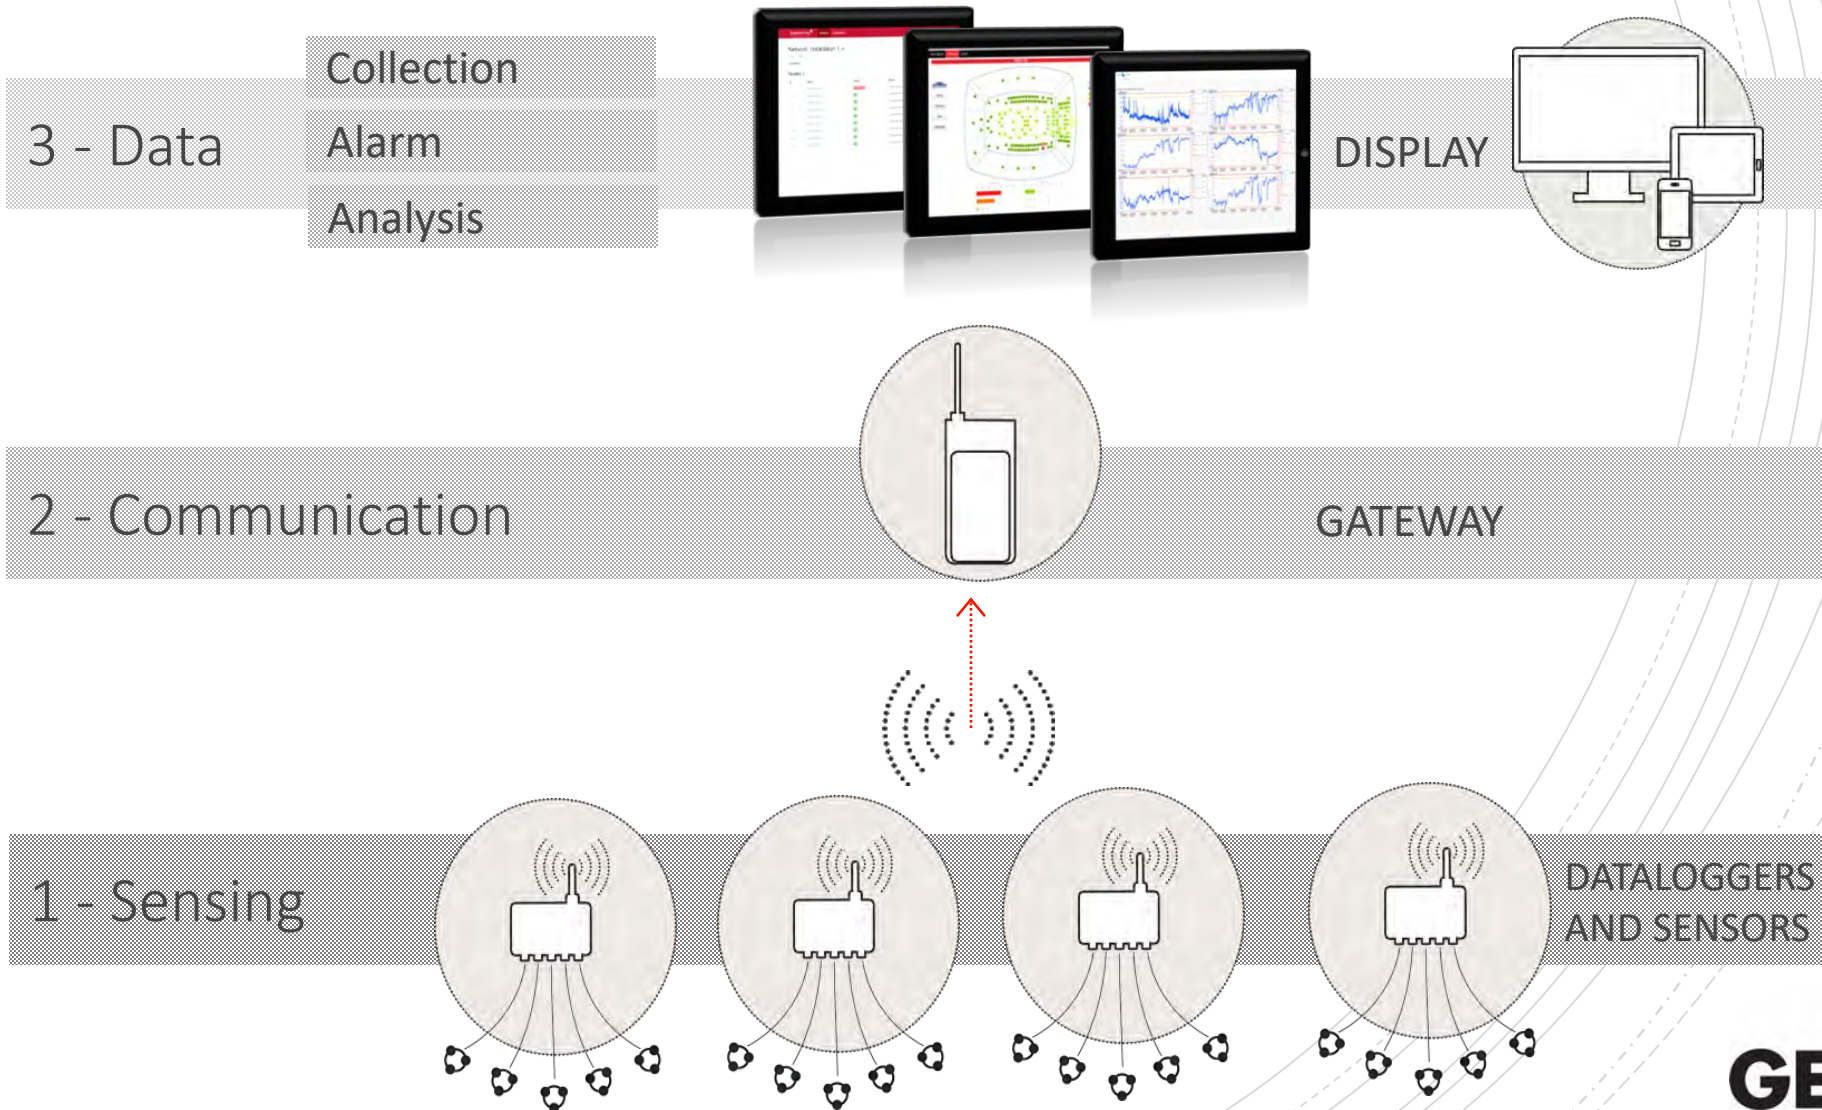 3 - Data
Collection
Alarm
Analysis
DISPLAY
2 - Communication
GATEWAY
1 - Sensing
DATALOGGERS
AND SENSORS
GE